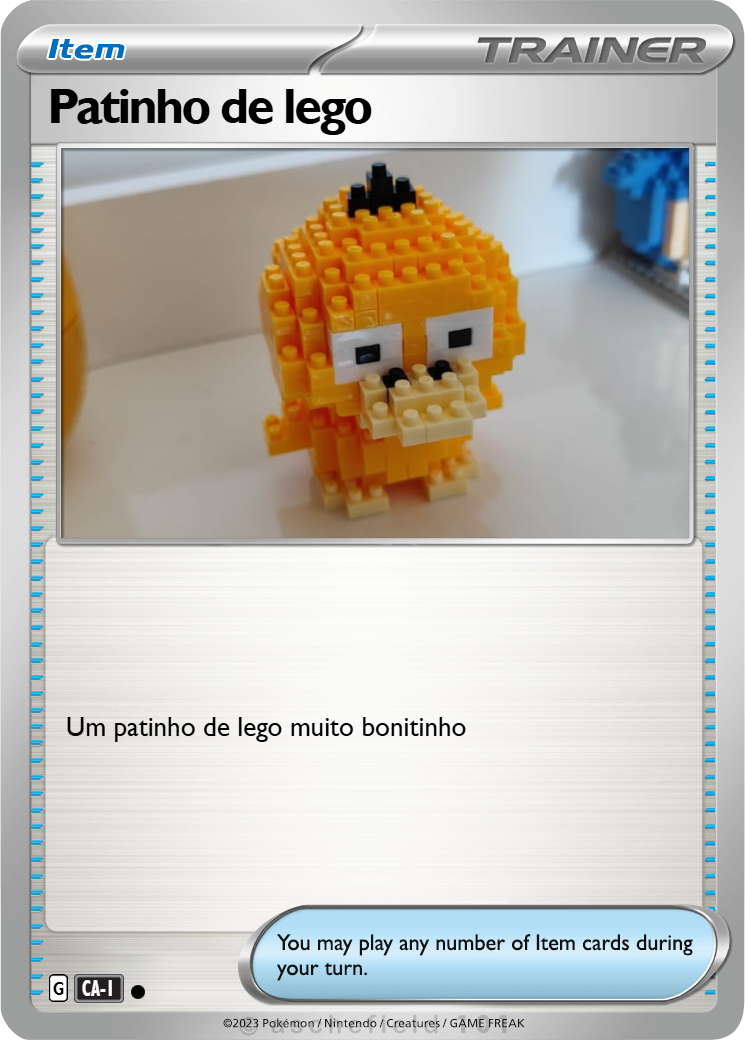 Item
TRAINER
Patinho de lego
Um patinho de lego muito bonitinho
You may play any number of Item cards during
your turn.
G CA-I
©2023 Pokémon / Nintendo / Creatures / GAME FREAK